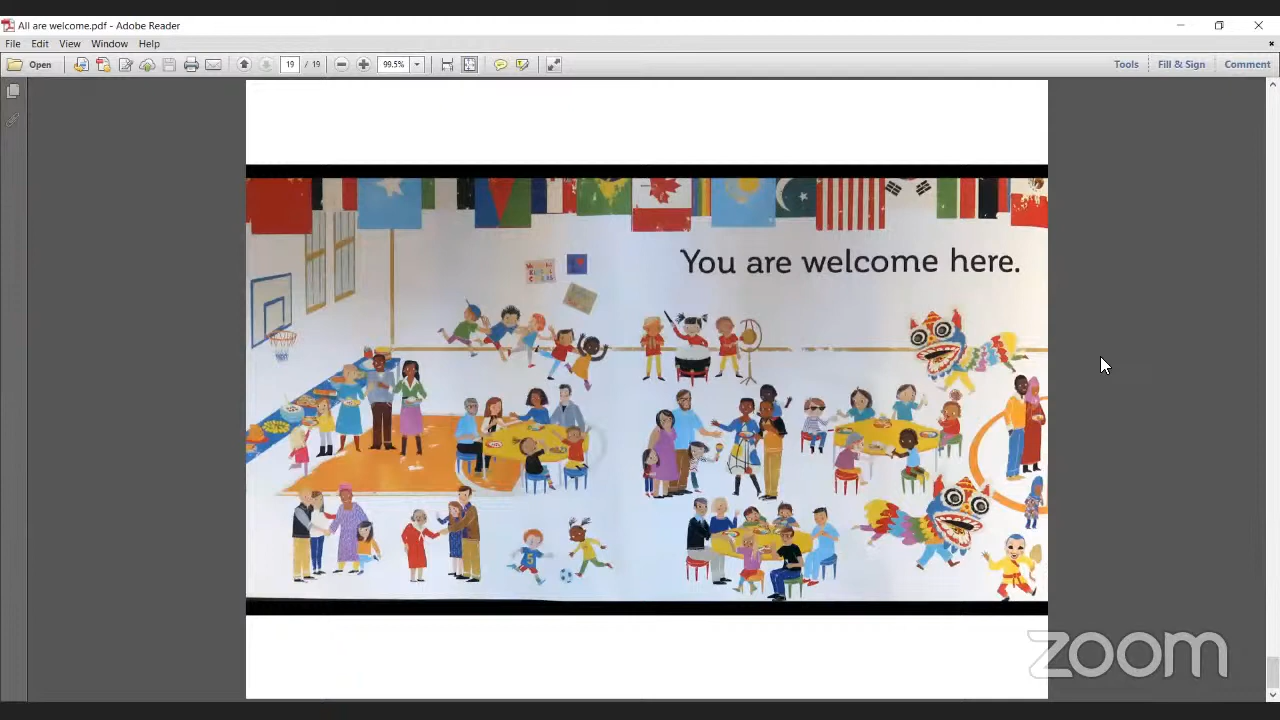 All are welcome.pdf - Adobe Reader
File Edit View Window Help
Open 19 / 19 99.5% Tools Fill & Sign Comment
You are welcome here.
5
zoom